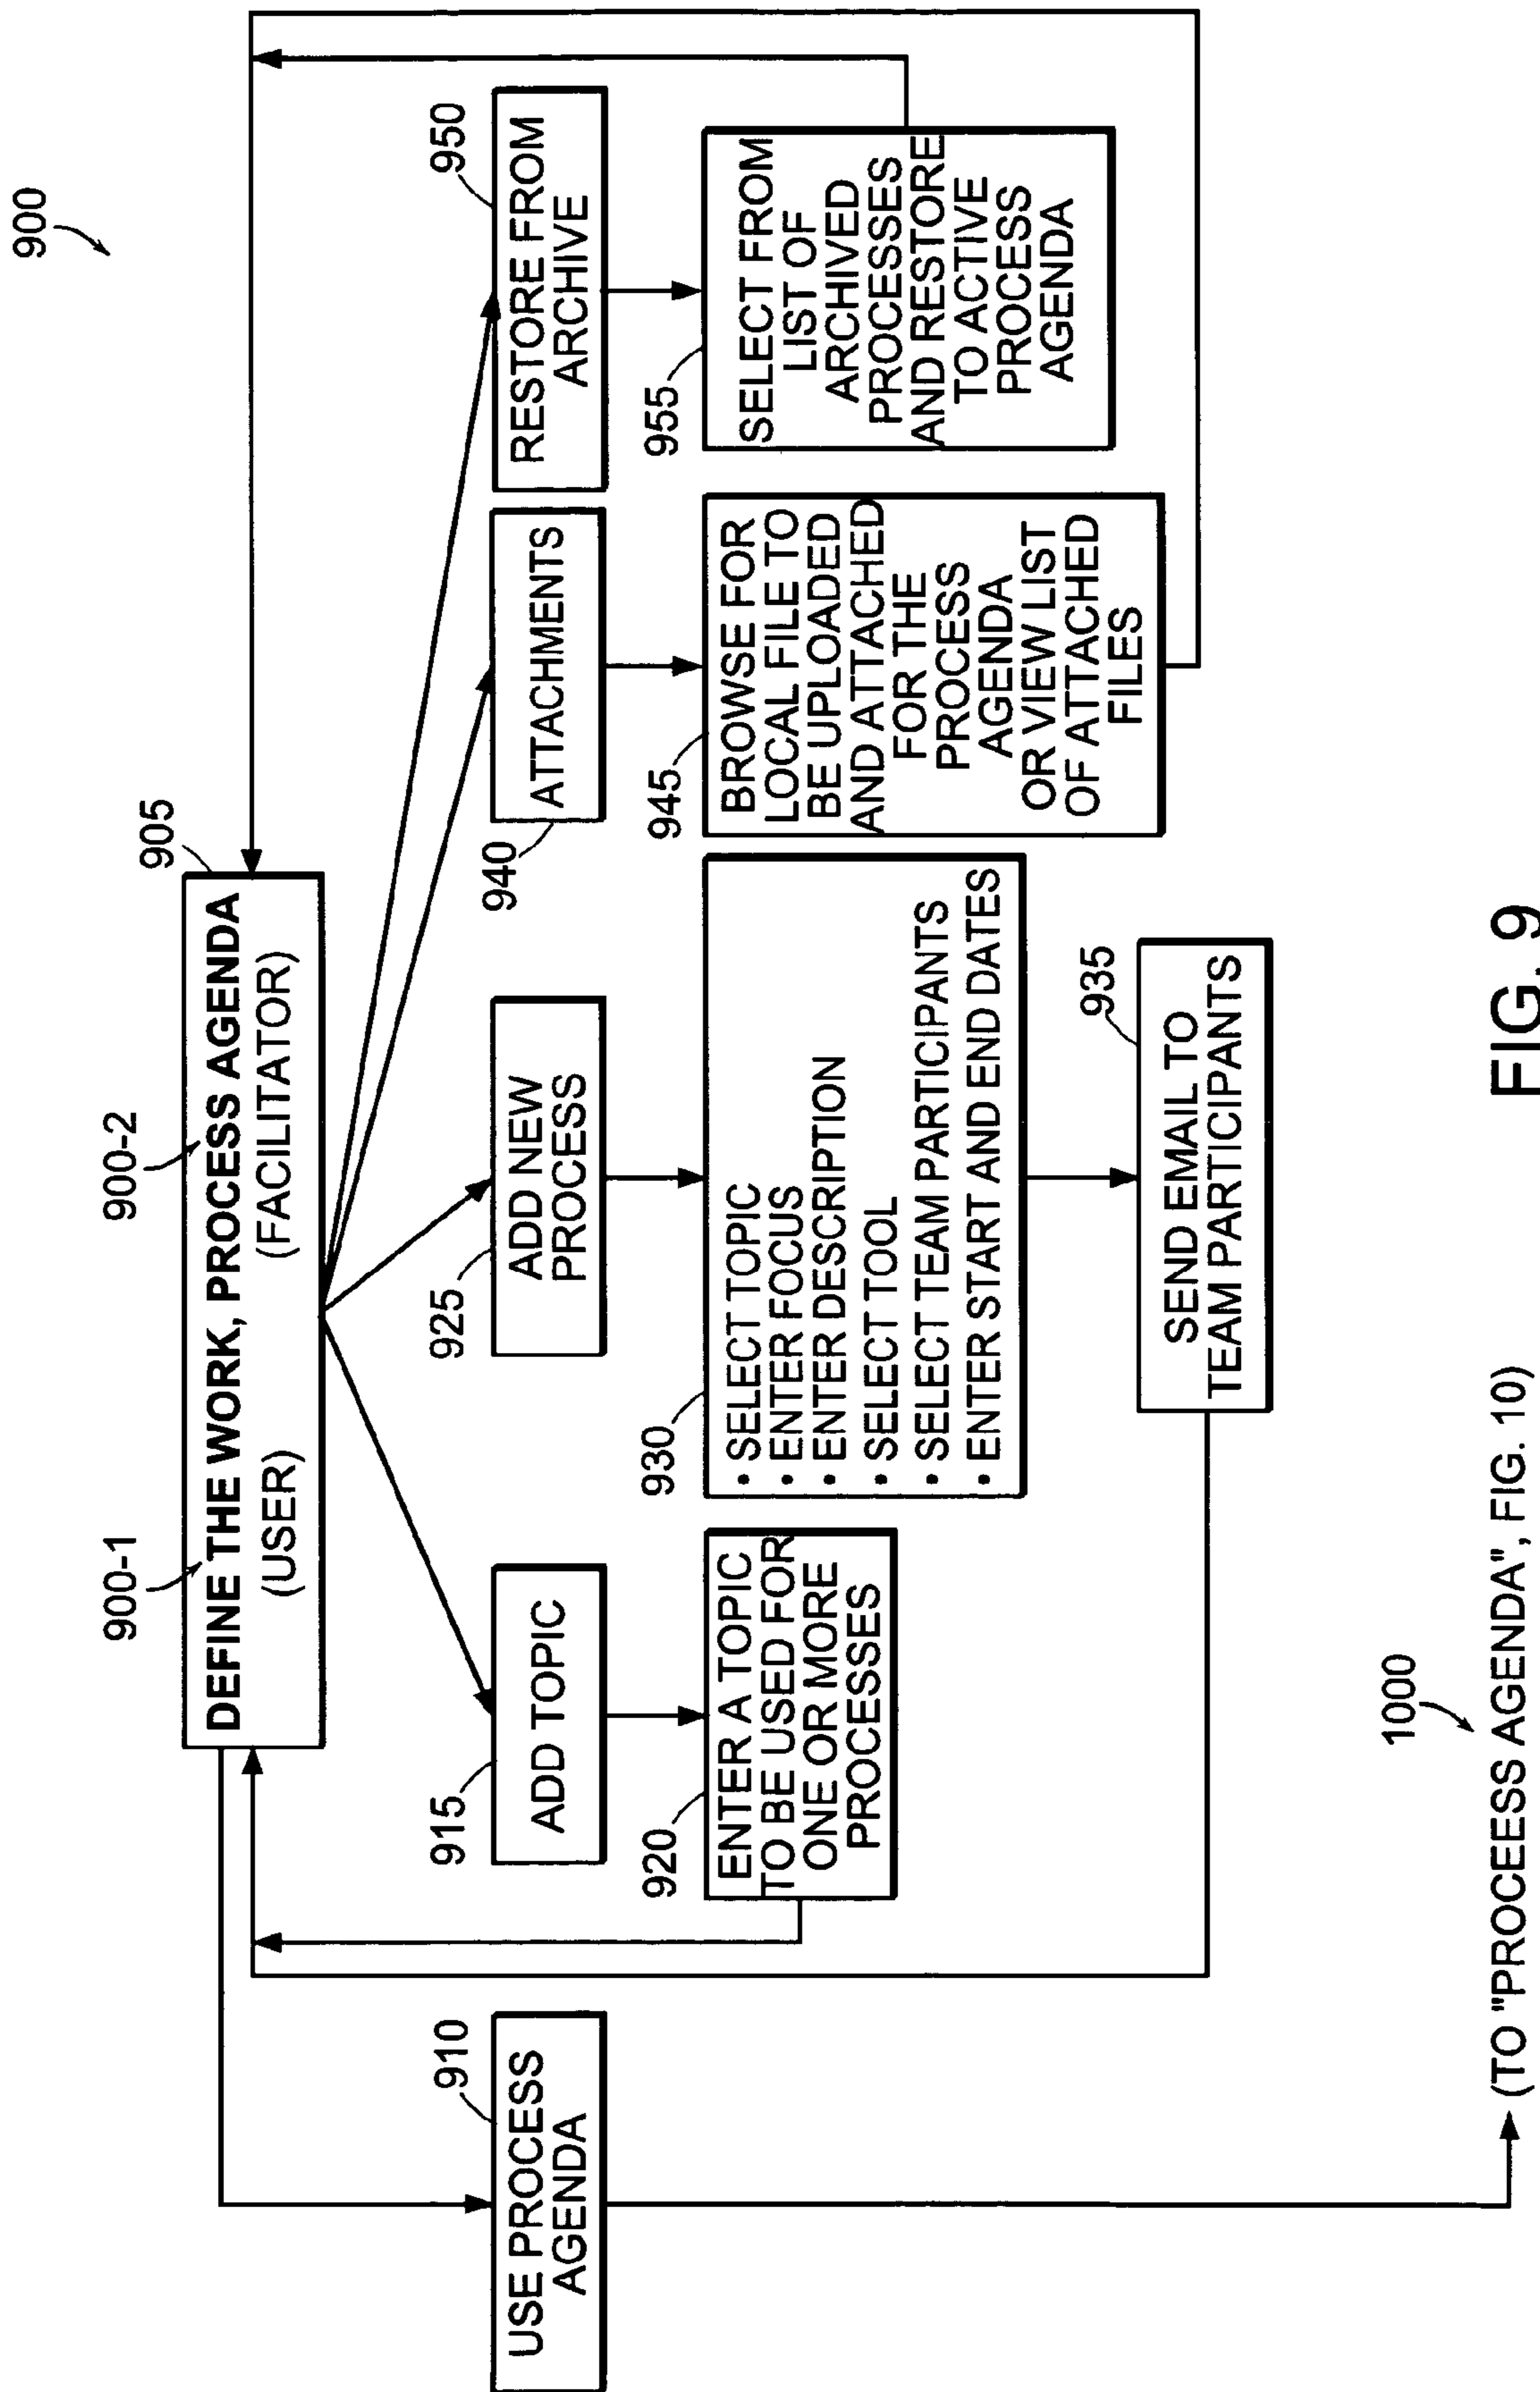 900
900-1
900-2
905
DEFINE THE WORK, PROCESS AGENDA
(USER)
(FACILITATOR)
910
USE PROCESS
AGENDA
915
ADD TOPIC
925
ADD NEW
PROCESS
940
ATTACHMENTS
950
RESTORE FROM
ARCHIVE
920
ENTER A TOPIC
TO BE USED FOR
ONE OR MORE
PROCESSES
930
• SELECT TOPIC
• ENTER FOCUS
• ENTER DESCRIPTION
• SELECT TOOL
• SELECT TEAM PARTICIPANTS
• ENTER START AND END DATES
945
BROWSE FOR
LOCAL FILE TO
BE UPLOADED
AND ATTACHED
FOR THE
PROCESS
AGENDA
OR VIEW LIST
OF ATTACHED
FILES
955
SELECT FROM
LIST OF
ARCHIVED
PROCESSES
AND RESTORE
TO ACTIVE
PROCESS
AGENDA
935
SEND EMAIL TO
TEAM PARTICIPANTS
1000
(TO "PROCESS AGENDA", FIG. 10)
FIG. 9